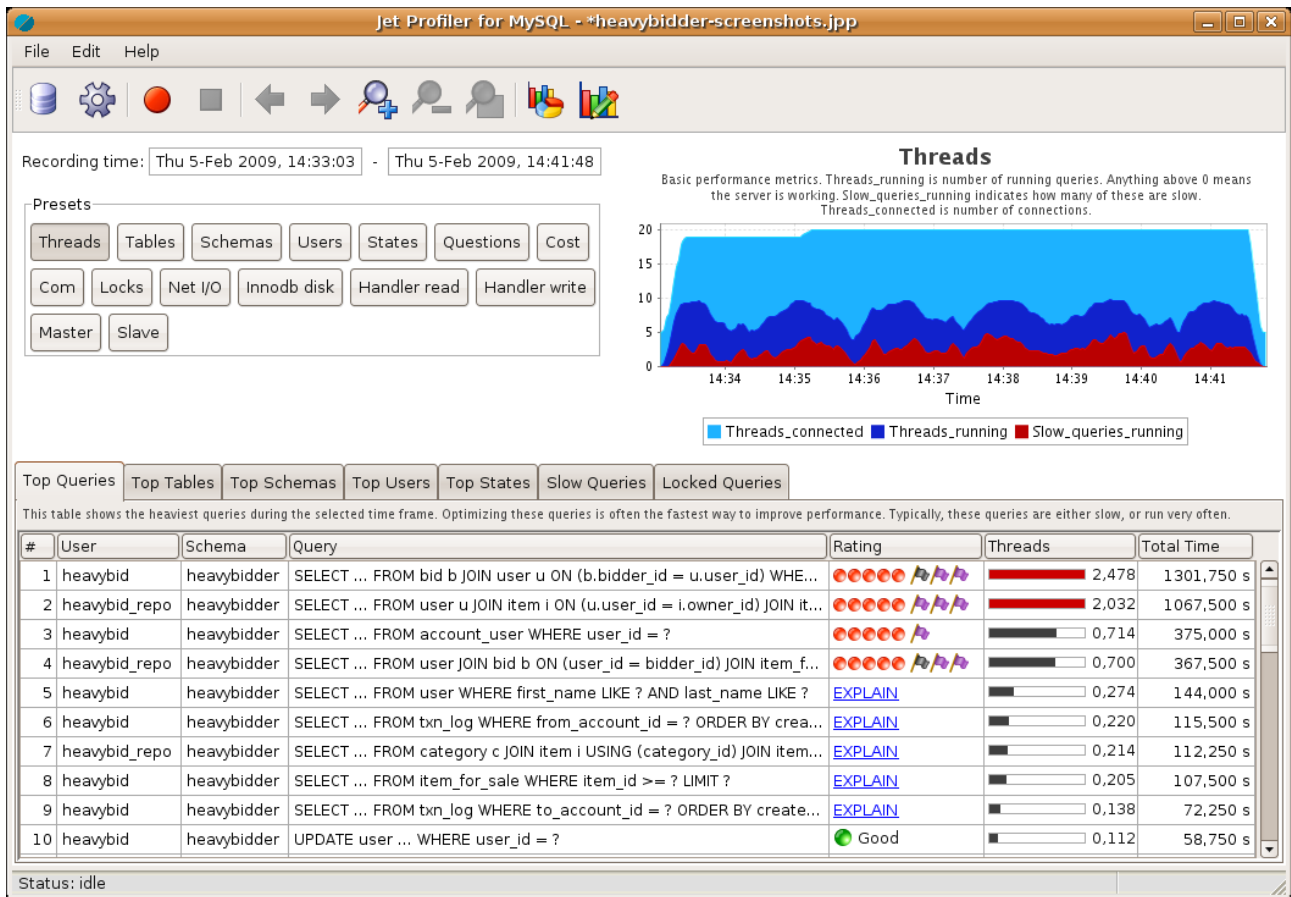 Jet Profiler for MySQL - *heavybidder-screenshots.jpp
File Edit Help
Recording time: Thu 5-Feb 2009, 14:33:03 - Thu 5-Feb 2009, 14:41:48
Presets
Threads Tables Schemas Users States Questions Cost
Com Locks Net I/O Innodb disk Handler read Handler write
Master Slave
Threads
Basic performance metrics. Threads_running is number of running queries. Anything above 0 means
the server is working. Slow_queries_running indicates how many of these are slow.
Threads_connected is number of connections.
20
15
10
5
0
14:34 14:35 14:36 14:37 14:38 14:39 14:40 14:41
Time
Threads_connected Threads_running Slow_queries_running
Top Queries Top Tables Top Schemas Top Users Top States Slow Queries Locked Queries
This table shows the heaviest queries during the selected time frame. Optimizing these queries is often the fastest way to improve performance. Typically, these queries are either slow, or run very often.
# User Schema Query Rating Threads Total Time
1 heavybid heavybidder SELECT ... FROM bid b JOIN user u ON (b.bidder_id = u.user_id) WHE... 2,478 1301,750 s
2 heavybid_repo heavybidder SELECT ... FROM user u JOIN item i ON (u.user_id = i.owner_id) JOIN it... 2,032 1067,500 s
3 heavybid heavybidder SELECT ... FROM account_user WHERE user_id = ? 0,714 375,000 s
4 heavybid_repo heavybidder SELECT ... FROM user JOIN bid b ON (user_id = bidder_id) JOIN item_f... 0,700 367,500 s
5 heavybid heavybidder SELECT ... FROM user WHERE first_name LIKE ? AND last_name LIKE ? EXPLAIN 0,274 144,000 s
6 heavybid heavybidder SELECT ... FROM txn_log WHERE from_account_id = ? ORDER BY crea... EXPLAIN 0,220 115,500 s
7 heavybid_repo heavybidder SELECT ... FROM category c JOIN item i USING (category_id) JOIN item... EXPLAIN 0,214 112,250 s
8 heavybid heavybidder SELECT ... FROM item_for_sale WHERE item_id >= ? LIMIT ? EXPLAIN 0,205 107,500 s
9 heavybid heavybidder SELECT ... FROM txn_log WHERE to_account_id = ? ORDER BY create... EXPLAIN 0,138 72,250 s
10 heavybid heavybidder UPDATE user ... WHERE user_id = ? Good 0,112 58,750 s
Status: idle